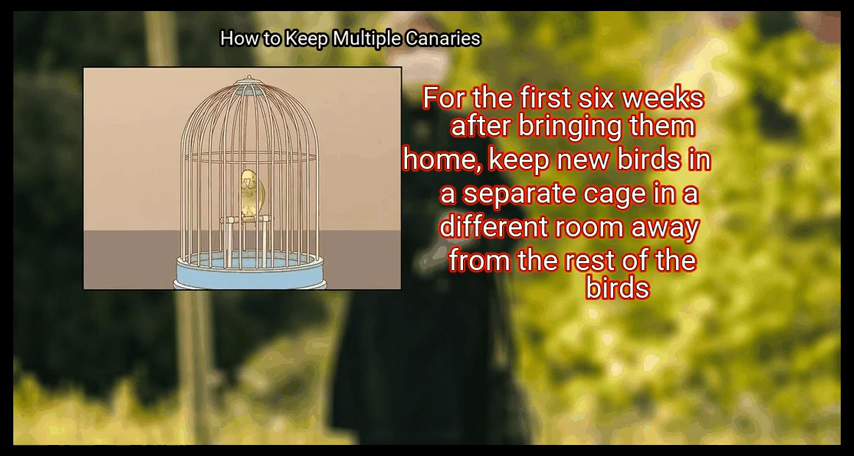 How to Keep Multiple Canaries
For the first six weeks
after bringing them
home, keep new birds in
a separate cage in a
different room away
from the rest of the
birds